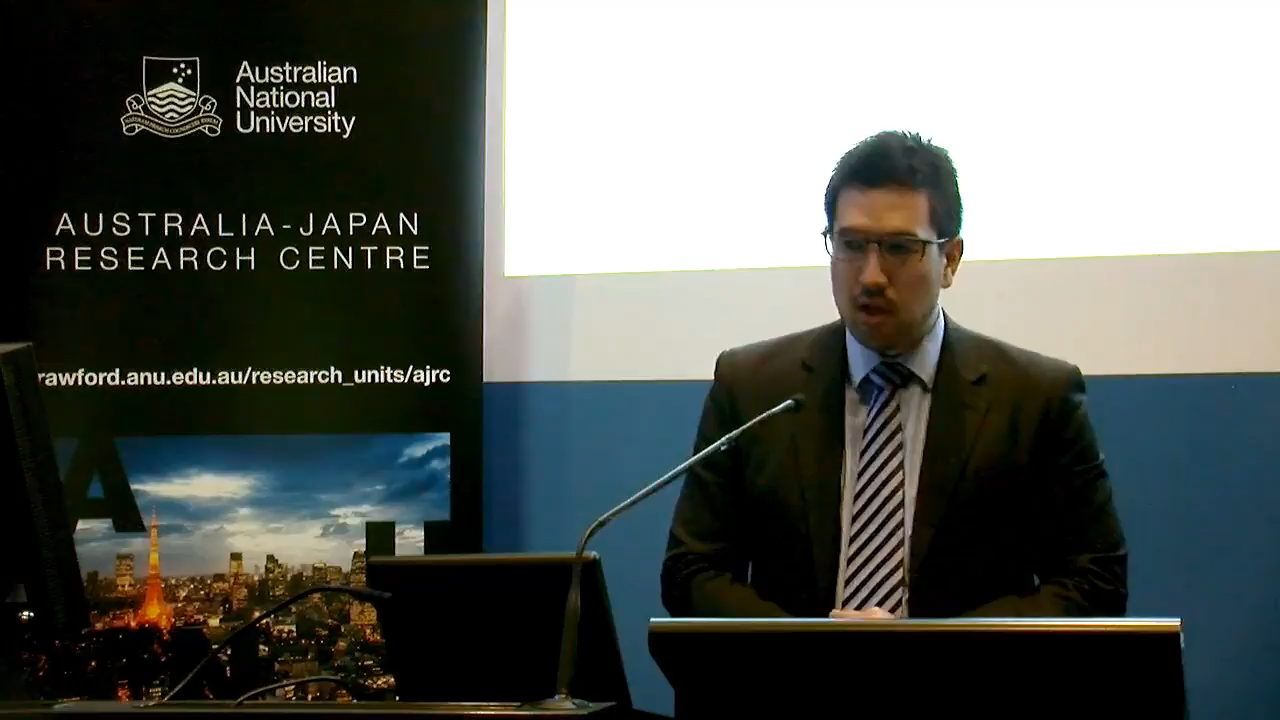 Australian
National
University
AUSTRALIA-JAPAN
RESEARCH CENTRE
rawford.anu.edu.au/research_units/ajrc